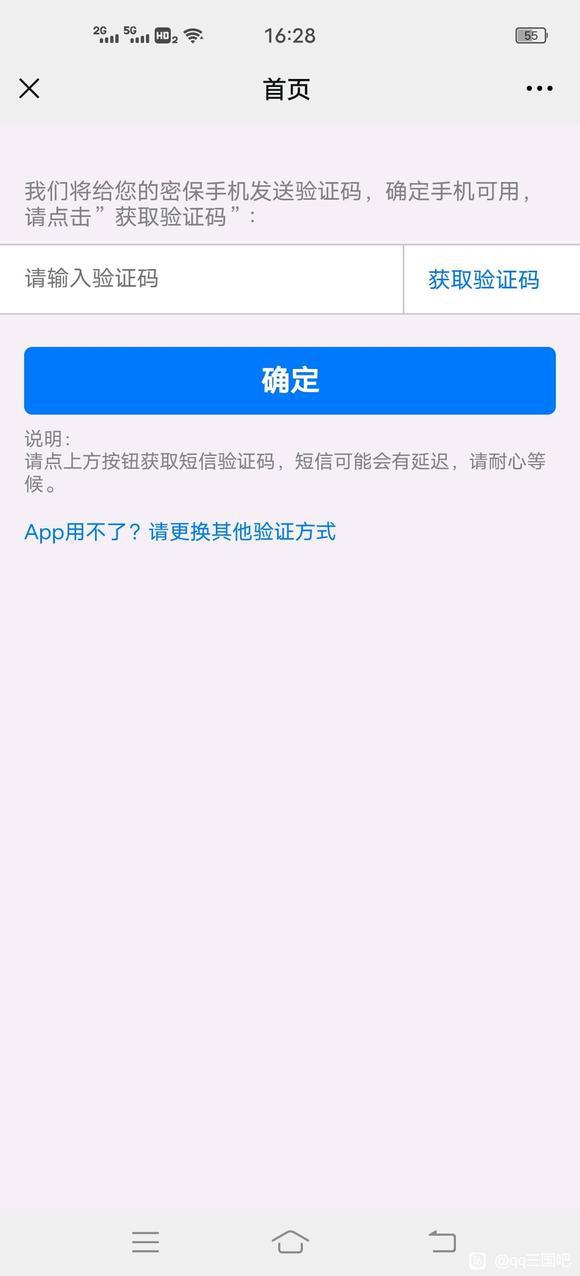 2G 5G HD2 16:28 55
首页
我们将给您的密保手机发送验证码，确定手机可用，
请点击”获取验证码”：
请输入验证码 获取验证码
确定
说明：
请点上方按钮获取短信验证码，短信可能会有延迟，请耐心等
候。
App用不了？请更换其他验证方式
贴 @qq三国吧